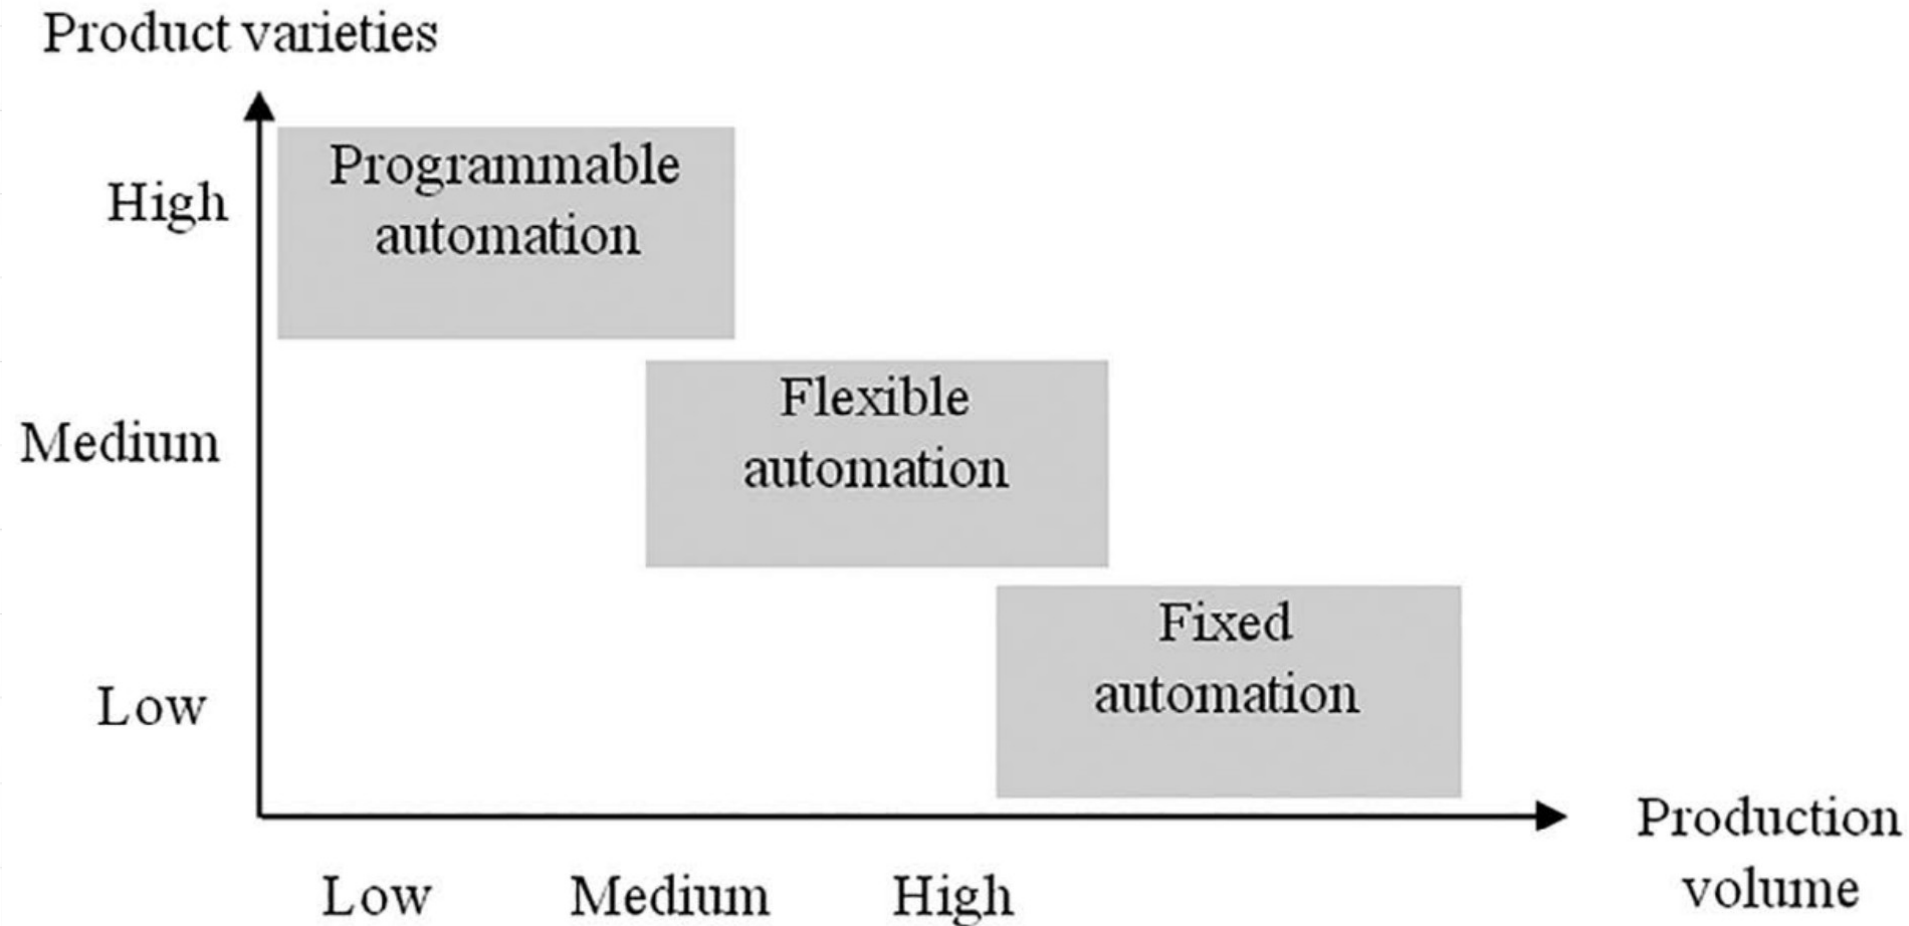 Product varieties
High
Programmable
automation
Medium
Flexible
automation
Low
Fixed
automation
Production
volume
Low
Medium
High